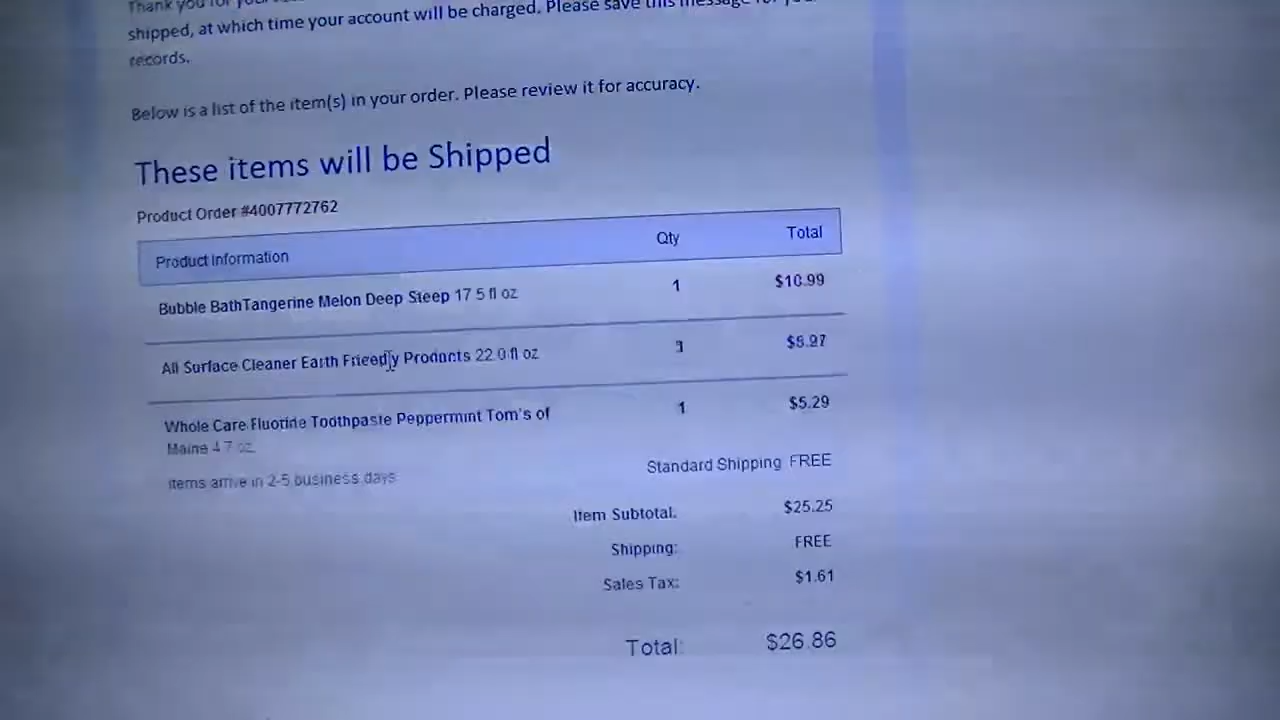 Thank you for your
shipped, at which time your account will be charged. Please save this message for
records.
Below is a list of the item(s) in your order. Please review it for accuracy.
These items will be Shipped
Product Order #4007772762
Product Information Qty Total
Bubble Bath Tangerine Melon Deep Steep 17 5 fl oz 1 $10.99
All Surface Cleaner Earth Friendly Products 22 0 fl oz
Whole Care Fluoride Toothpaste Peppermint Tom's of 1 $5.29
Maine 4 7 oz
items arrive in 2-5 business days
Standard Shipping FREE
Item Subtotal: $25.25
Shipping: FREE
Sales Tax: $1.61
Total: $26.86